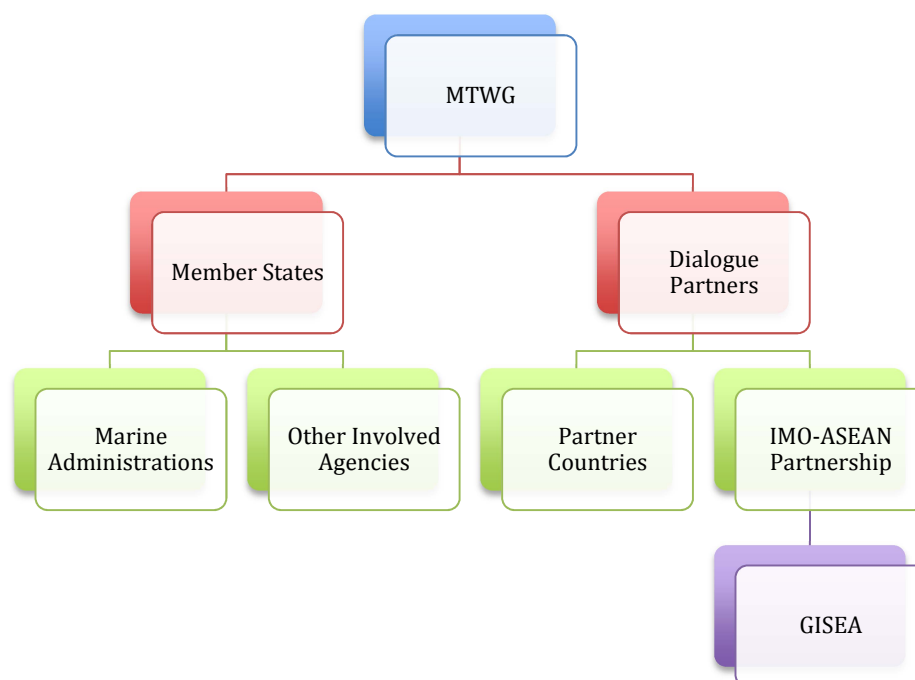 MTWG
Member States
Dialogue
Partners
Marine
Administrations
Other Involved
Agencies
Partner
Countries
IMO-ASEAN
Partnership
GISEA